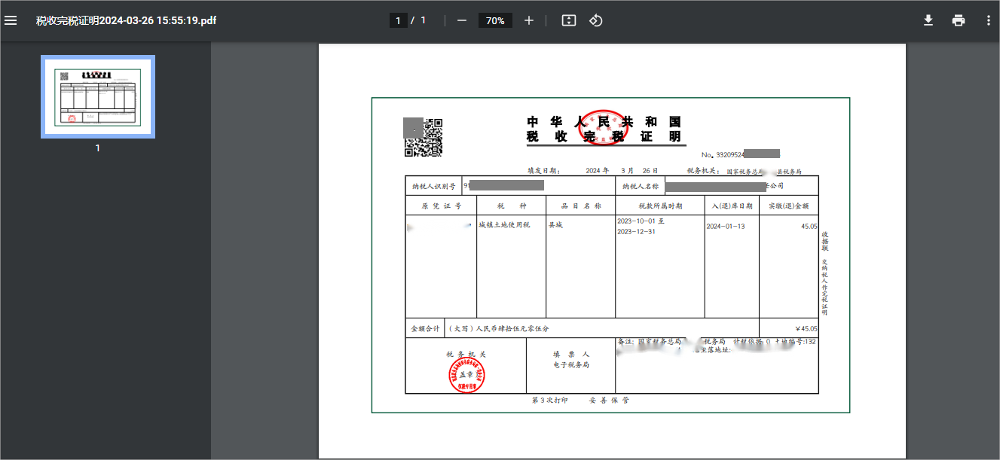 税收完税证明2024-03-26 15:55:19.pdf
1 / 1
70%
1
中华人民共和国
税收完税证明
No. 33209524
填发日期： 2024 年 3 月 26 日 税务机关： 国家税务总局 县税务局
纳税人识别号 91 纳税人名称 公司
原凭证号 税种 品目名称 税款所属时期 入(退)库日期 实缴(退)金额
城镇土地使用税 县城 2023-10-01 至 2024-01-13 45.05
2023-12-31
金额合计 （大写）人民币肆拾伍元零伍分 ￥45.05
税务机关
盖章
征税专用章
填票人
电子税务局
备注: 国家税务总局 税务局 计税依据: 土地编号:132
坐落地址:
收据联 交纳税人作完税证明
第 3 次打印 妥善保管